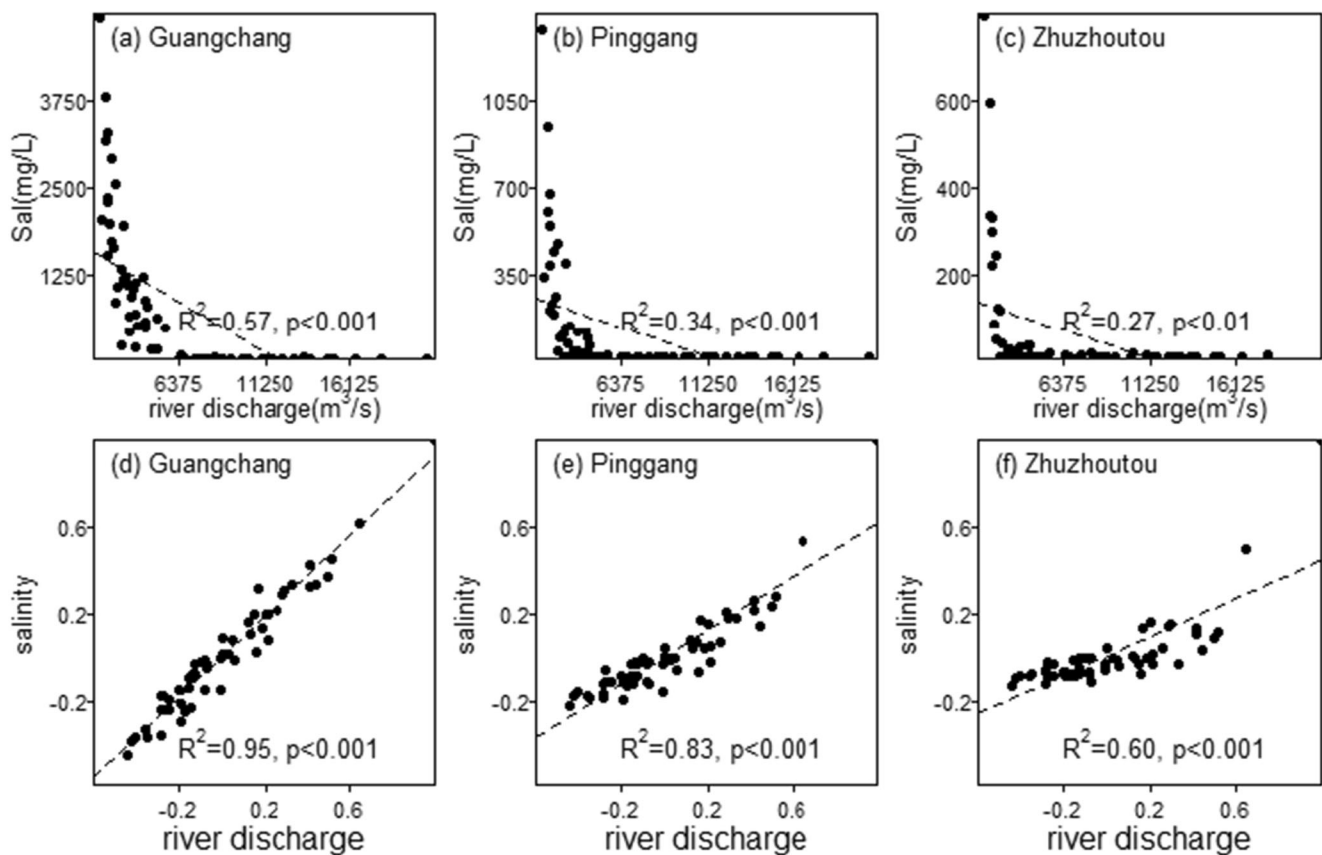 (a) Guangchang
3750
2500
1250
Sal(mg/L)
R²=0.57, p<0.001
6375 11250 16125
river discharge(m³/s)
(b) Pinggang
1050
700
350
Sal(mg/L)
R²=0.34, p<0.001
6375 11250 16125
river discharge(m³/s)
(c) Zhuzhoutou
600
400
200
Sal(mg/L)
R²=0.27, p<0.01
6375 11250 16125
river discharge(m³/s)
(d) Guangchang
0.6
0.2
-0.2
salinity
R²=0.95, p<0.001
-0.2 0.2 0.6
river discharge
(e) Pinggang
0.6
0.2
-0.2
salinity
R²=0.83, p<0.001
-0.2 0.2 0.6
river discharge
(f) Zhuzhoutou
0.6
0.2
-0.2
salinity
R²=0.60, p<0.001
-0.2 0.2 0.6
river discharge